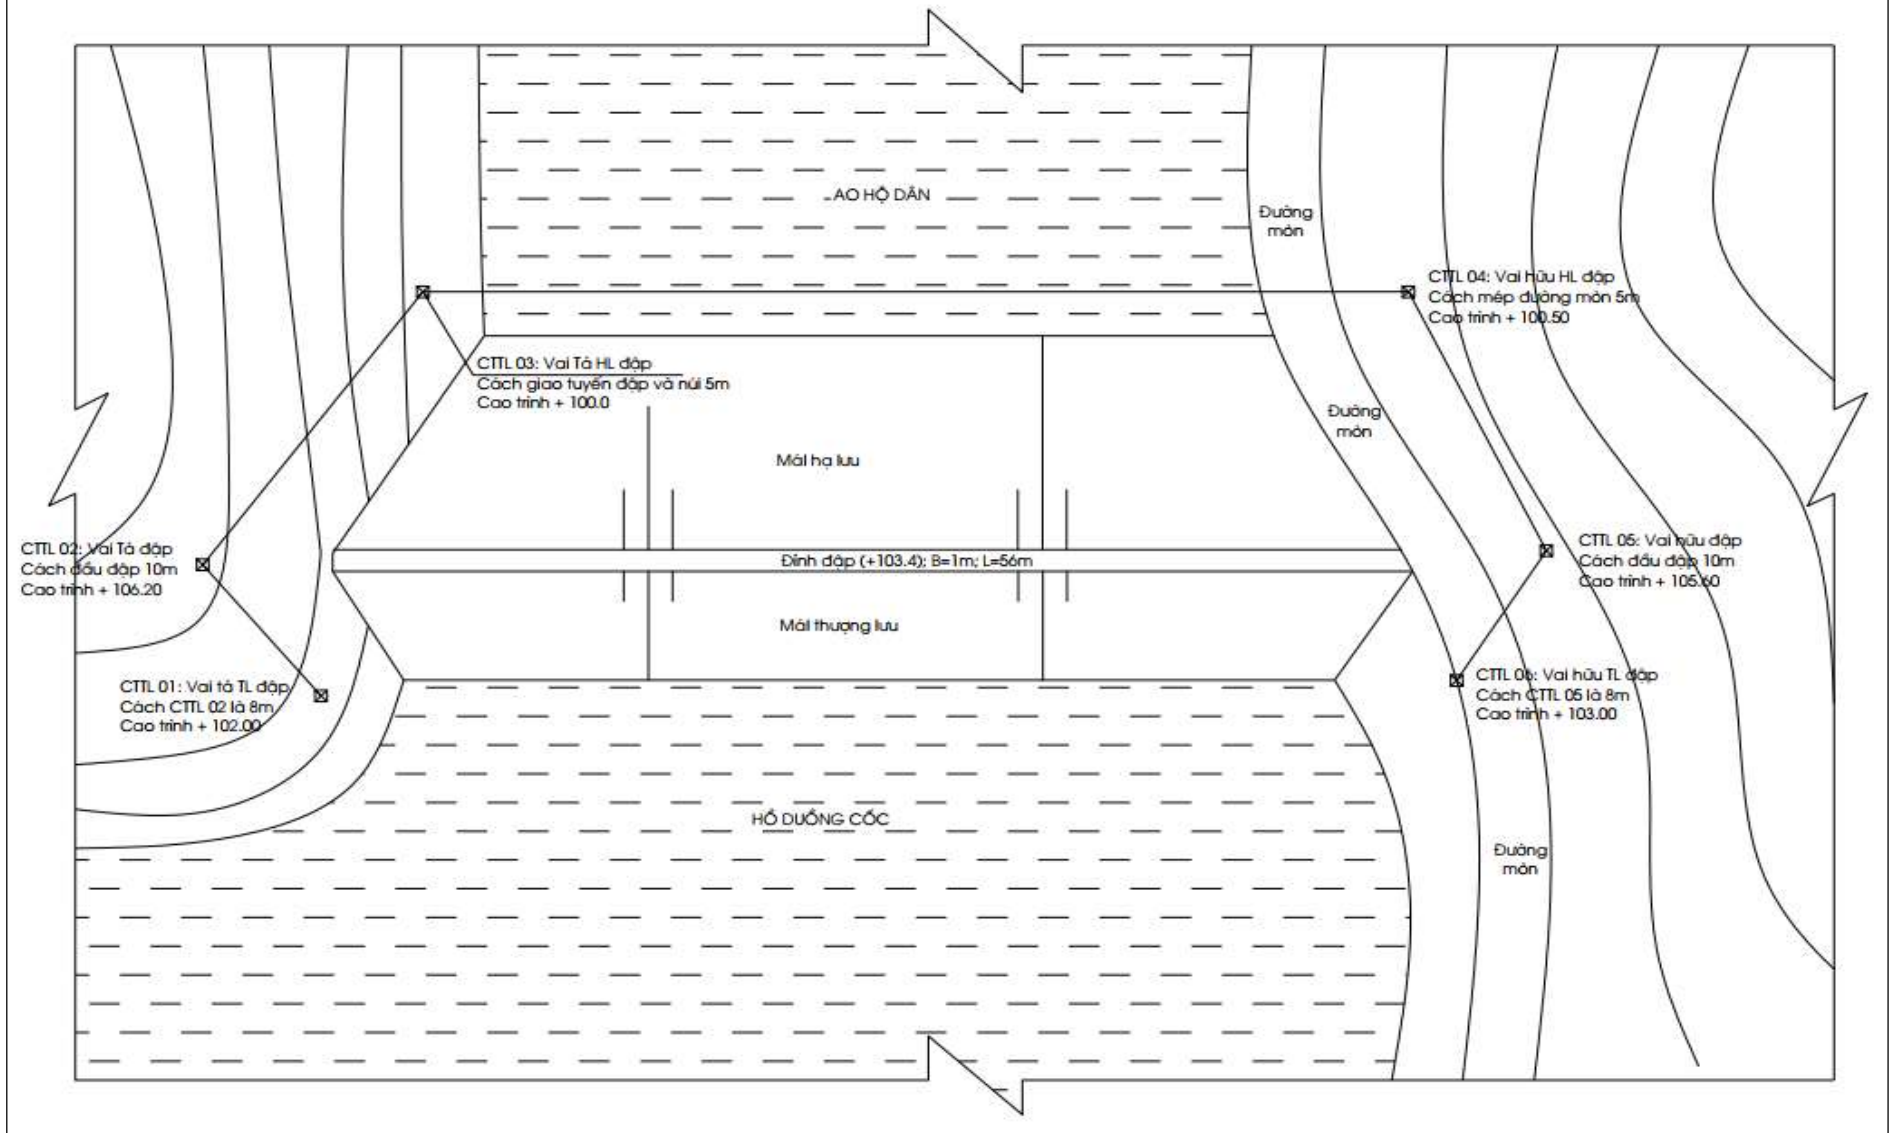 AO HỘ DÂN
Đường
mòn
CTTL 04: Vai hữu HL đập
Cách mép đường mòn 5m
Cao trình + 100.50
CTTL 03: Vai Tả HL đập
Cách giao tuyến đập và núi 5m
Cao trình + 100.0
Đường
mòn
Mái hạ lưu
CTTL 02: Vai Tả đập
Cách đầu đập 10m
Cao trình + 106.20
Đỉnh đập (+103.4); B=1m; L=56m
CTTL 05: Vai hữu đập
Cách đầu đập 10m
Cao trình + 105.60
Mái thượng lưu
CTTL 01: Vai tả TL đập
Cách CTTL 02 là 8m
Cao trình + 102.00
CTTL 06: Vai hữu TL đập
Cách CTTL 05 là 8m
Cao trình + 103.00
HỒ DUỒNG CỐC
Đường
mòn